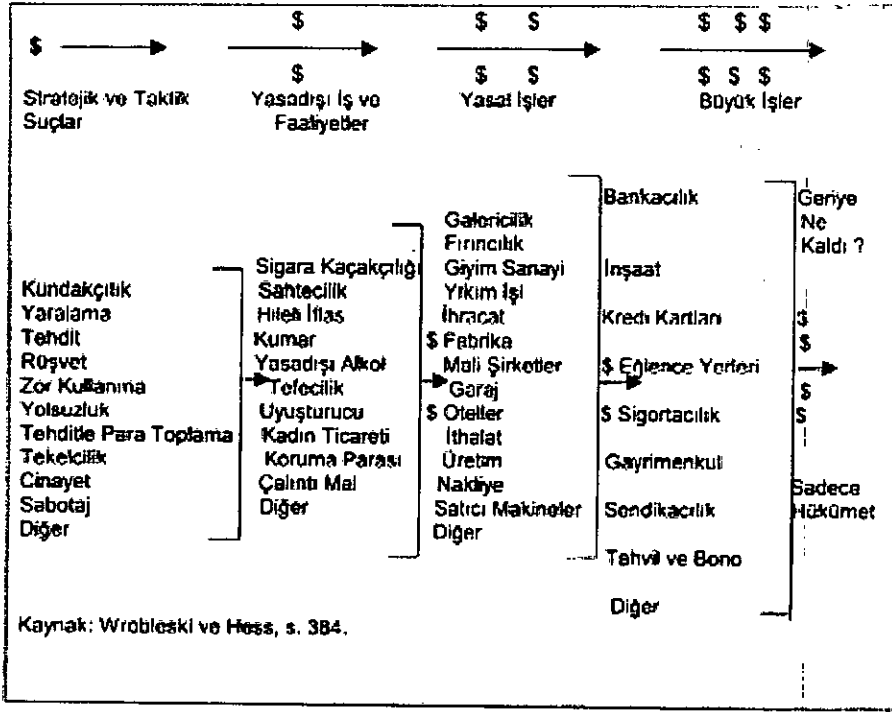 $ $ $ $ $ $
$
$ $ $ $ $ $
Stratejik ve Taktik
Suçlar
Yasadışı İş ve
Faaliyetler
Yasal İşler
Büyük İşler
Kundakçılık
Yaralama
Tehdit
Rüşvet
Zor Kullanma
Yolsuzluk
Tehditle Para Toplama
Tekelcilik
Cinayet
Sabotaj
Diğer
Sigara Kaçakçılığı
Sahtecilik
Hileli İflas
Kumar
Yasadışı Alkol
Tefecilik
Uyuşturucu
Kadın Ticareti
Koruma Parası
Çalıntı Mal
Diğer
Galericilik
Fırıncılık
Giyim Sanayi
Yıkım İşi
İhracat
$ Fabrika
Mali Şirketler
Garaj
$ Oteller
İthalat
Üretim
Nakliye
Satıcı Makineler
Diğer
Bankacılık
İnşaat
Kredi Kartları
$ Eğlence Yerleri
$ Sigortacılık
Gayrimenkul
Sendikacılık
Tahvil ve Bono
Diğer
Geriye
Ne
Kaldı ?
$
$
$
$
Sadece
Hükümet
Kaynak: Wrobleski ve Hess, s. 384.